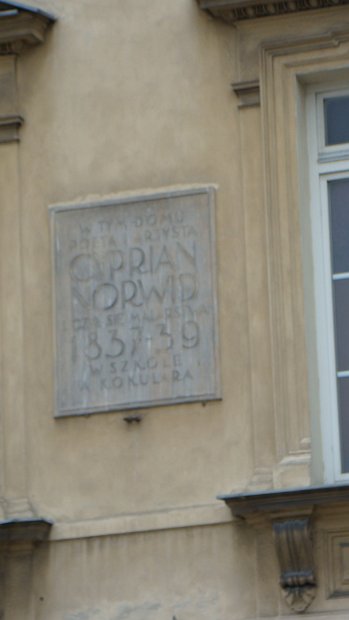 W TYM DOMU
POETA I ARTYSTA
CYPRIAN
NORWID
UCZYŁ SIĘ MALARSTWA
1837-39
W SZKOLE
A. KOKULARA